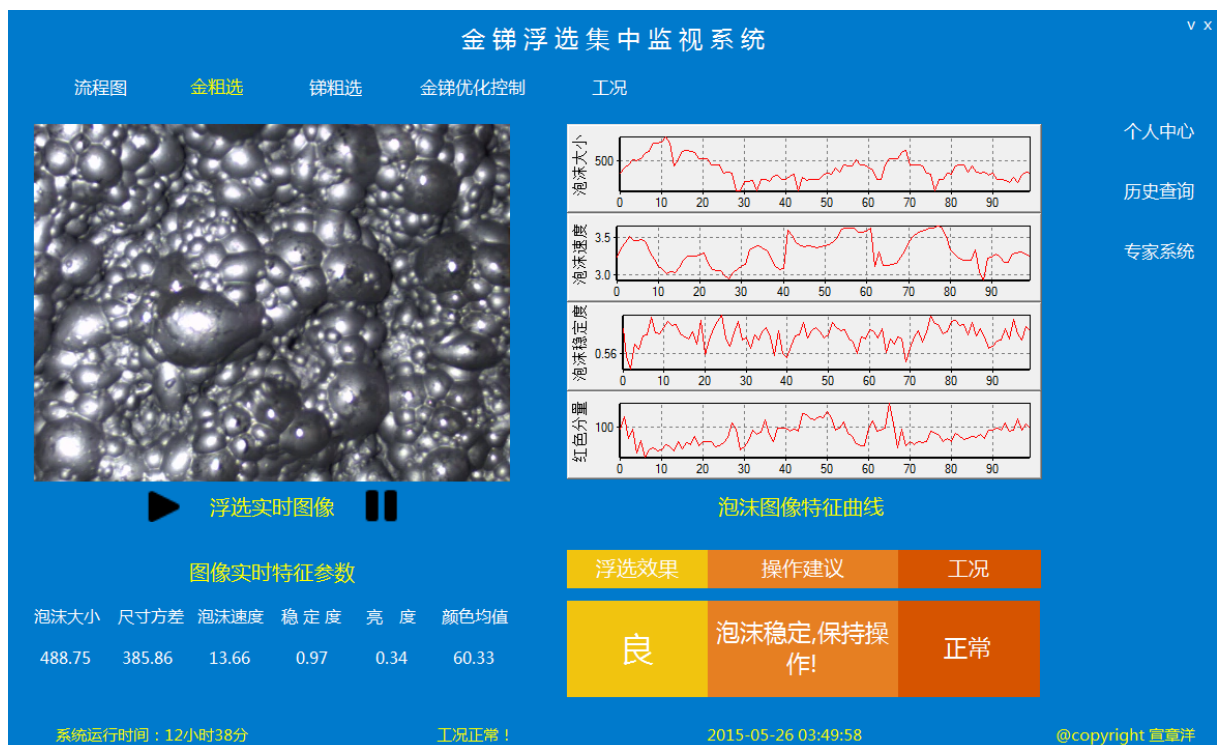 金锑浮选集中监视系统
v x
流程图 金粗选 锑粗选 金锑优化控制 工况
个人中心
历史查询
专家系统
泡沫大小
500
0 10 20 30 40 50 60 70 80 90
泡沫速度
3.5
3.0
0 10 20 30 40 50 60 70 80 90
泡沫稳定度
0.56
0 10 20 30 40 50 60 70 80 90
红色分量
100
0 10 20 30 40 50 60 70 80 90
浮选实时图像
泡沫图像特征曲线
图像实时特征参数
泡沫大小 尺寸方差 泡沫速度 稳定度 亮 度 颜色均值
488.75 385.86 13.66 0.97 0.34 60.33
浮选效果 操作建议 工况
良
泡沫稳定,保持操
作!
正常
系统运行时间：12小时38分 工况正常！ 2015-05-26 03:49:58 @copyright 宣章洋